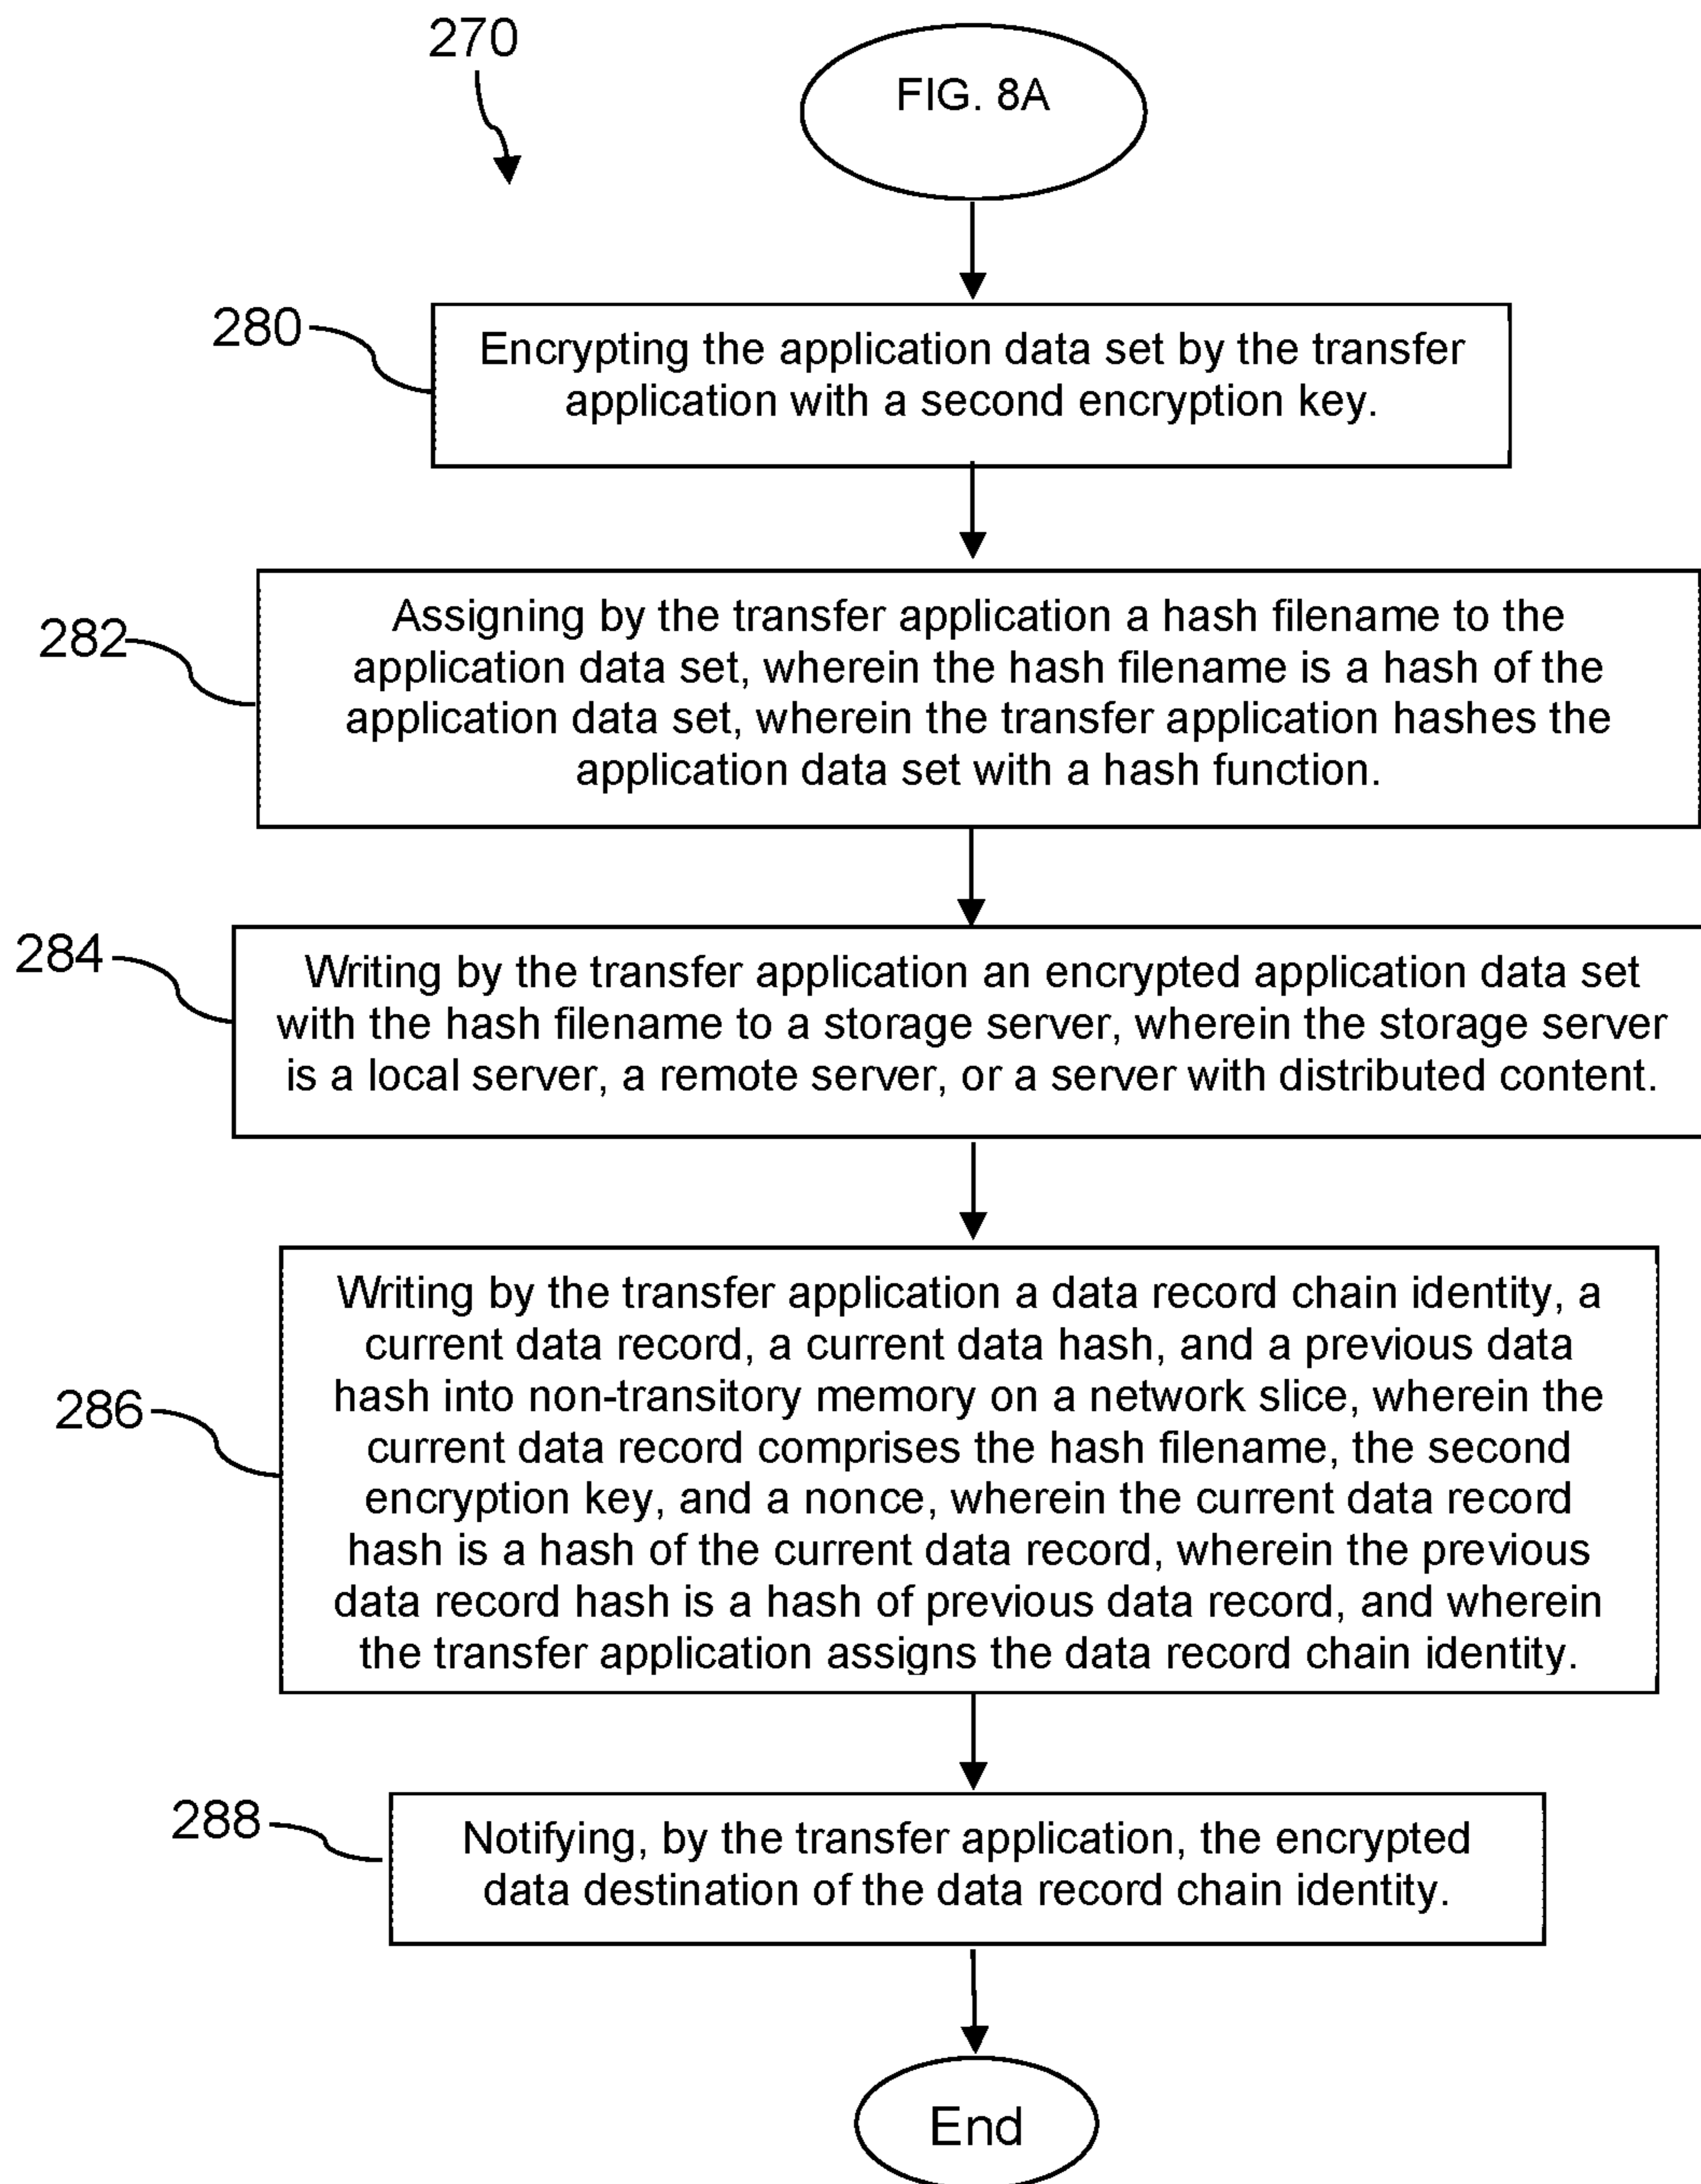 270
FIG. 8A
280
Encrypting the application data set by the transfer
application with a second encryption key.
282
Assigning by the transfer application a hash filename to the
application data set, wherein the hash filename is a hash of the
application data set, wherein the transfer application hashes the
application data set with a hash function.
284
Writing by the transfer application an encrypted application data set
with the hash filename to a storage server, wherein the storage server
is a local server, a remote server, or a server with distributed content.
286
Writing by the transfer application a data record chain identity, a
current data record, a current data hash, and a previous data
hash into non-transitory memory on a network slice, wherein the
current data record comprises the hash filename, the second
encryption key, and a nonce, wherein the current data record
hash is a hash of the current data record, wherein the previous
data record hash is a hash of previous data record, and wherein
the transfer application assigns the data record chain identity.
288
Notifying, by the transfer application, the encrypted
data destination of the data record chain identity.
End